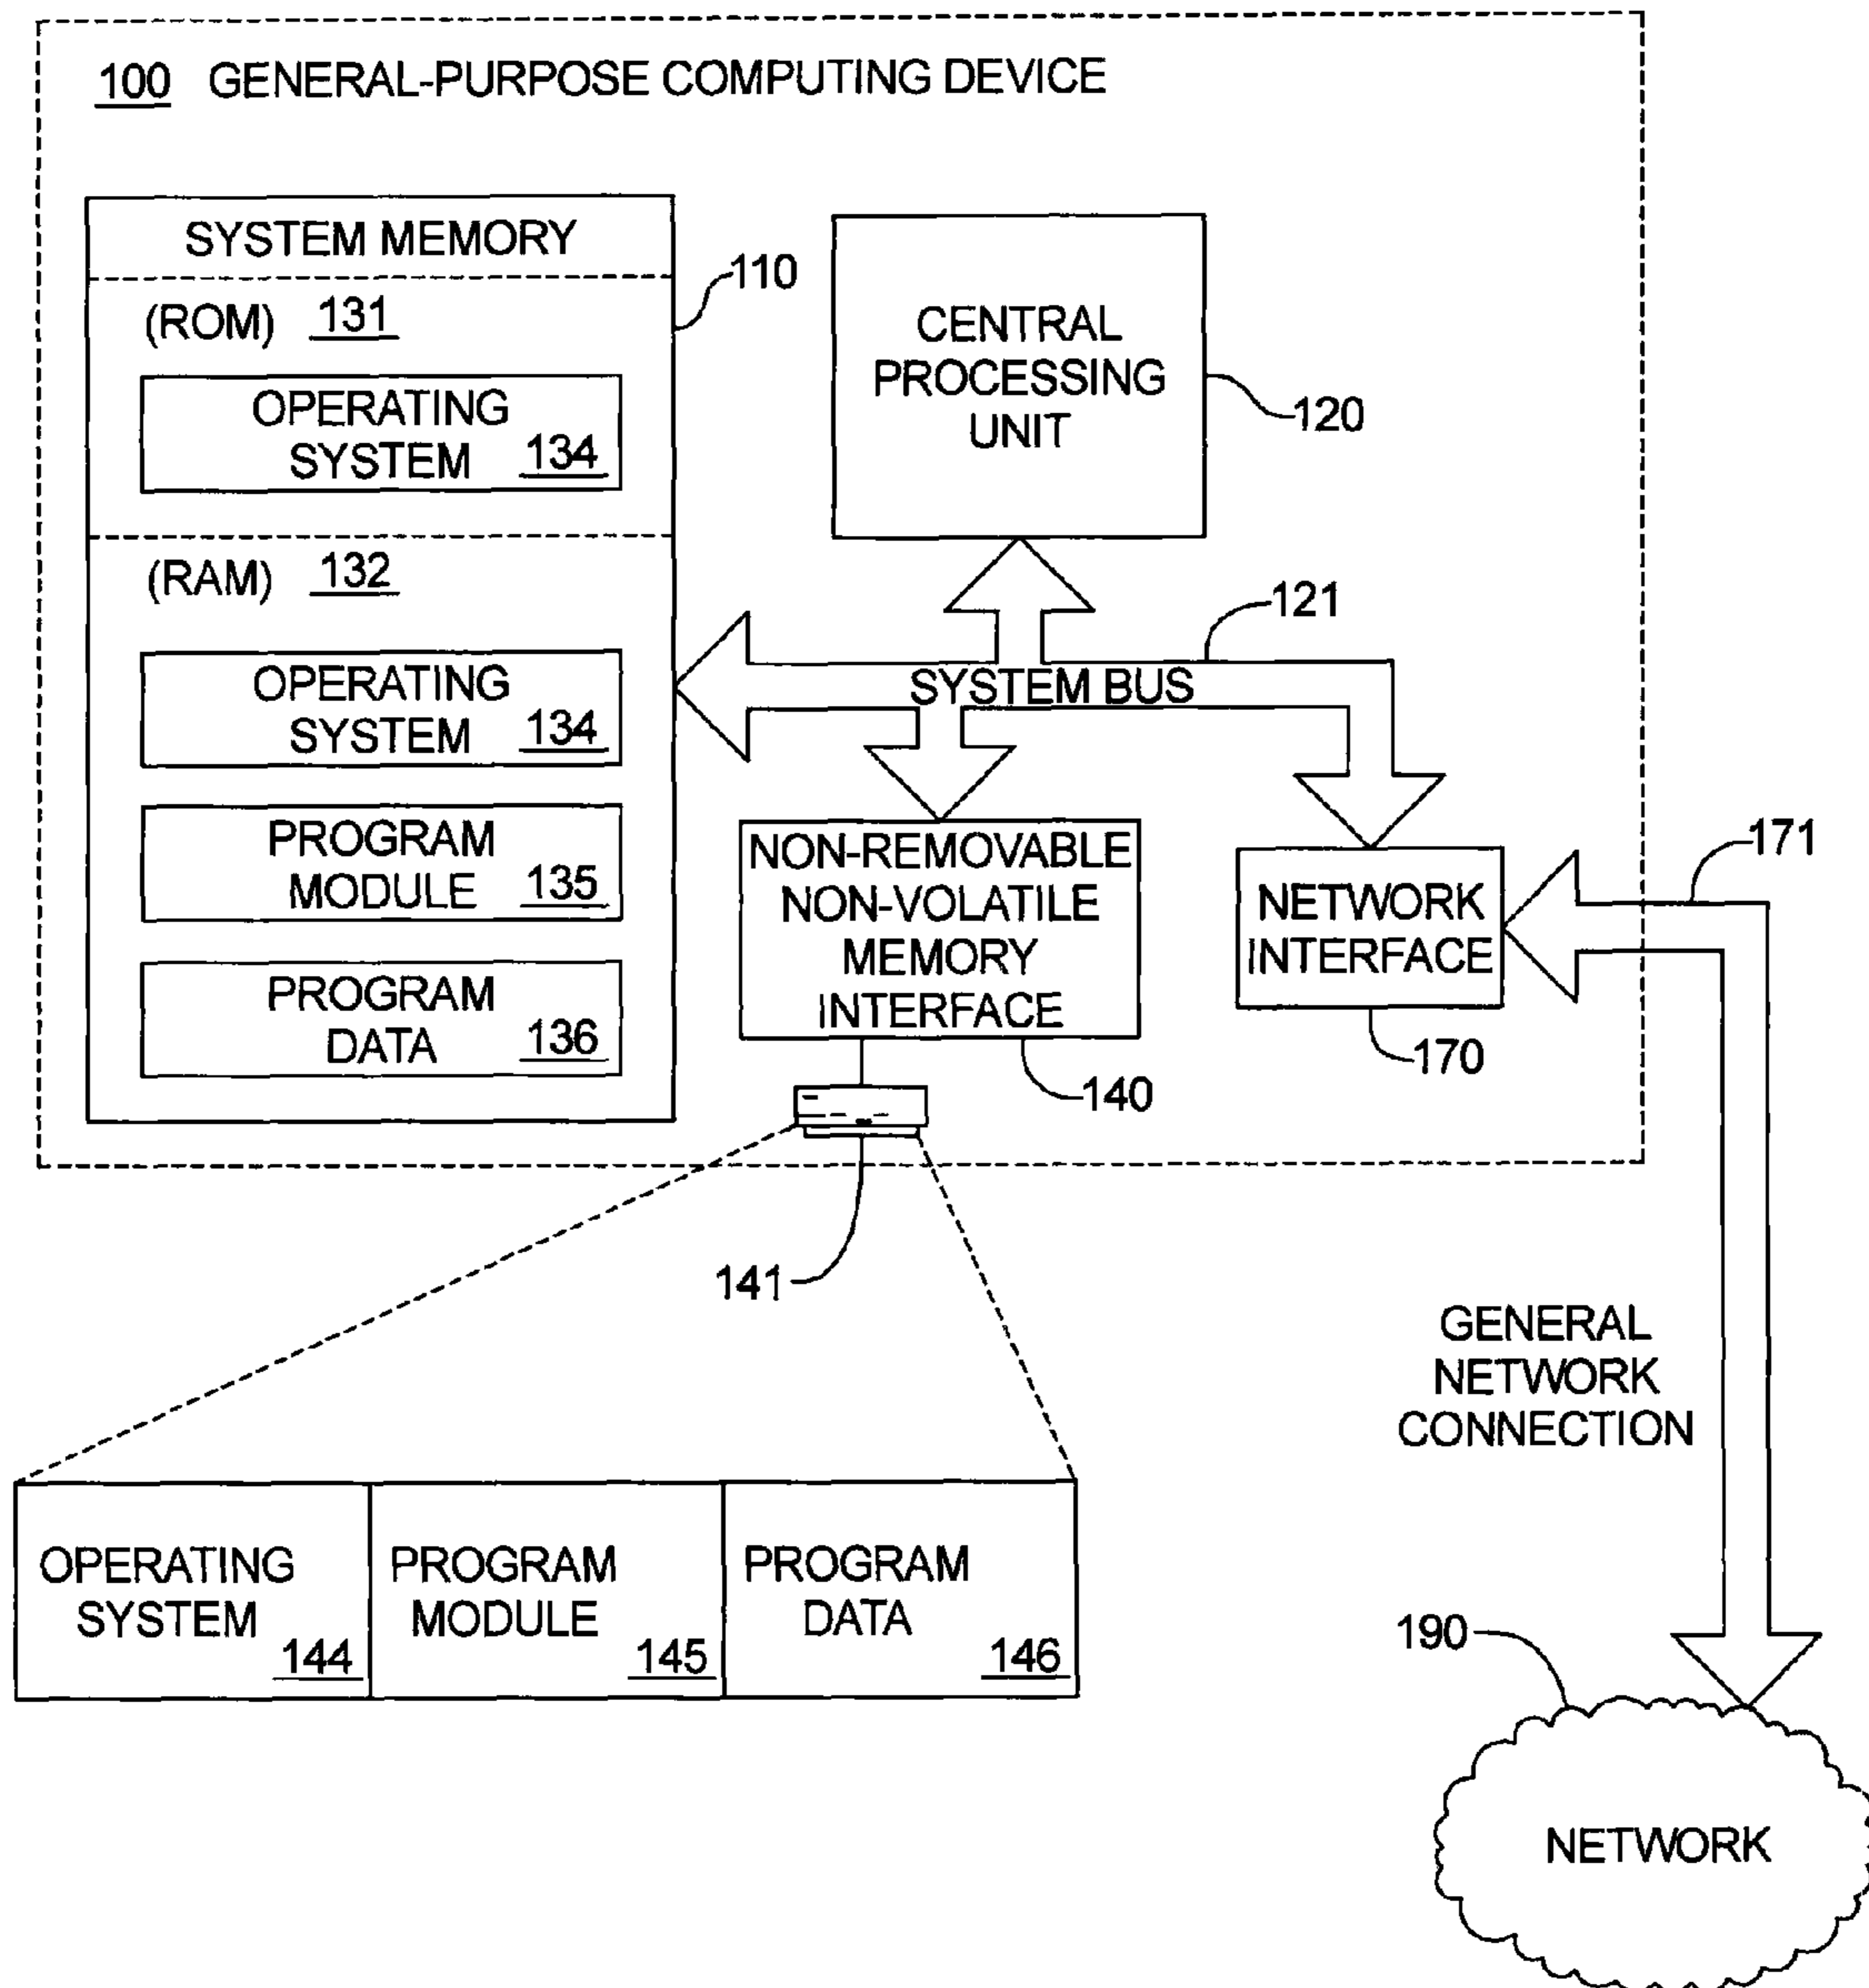 100 GENERAL-PURPOSE COMPUTING DEVICE
SYSTEM MEMORY
110
(ROM) 131
OPERATING
SYSTEM 134
(RAM) 132
OPERATING
SYSTEM 134
PROGRAM
MODULE 135
PROGRAM
DATA 136
CENTRAL
PROCESSING
UNIT
120
121
SYSTEM BUS
NON-REMOVABLE
NON-VOLATILE
MEMORY
INTERFACE
140
NETWORK
INTERFACE
170
171
141
GENERAL
NETWORK
CONNECTION
OPERATING
SYSTEM
144
PROGRAM
MODULE
145
PROGRAM
DATA
146
190
NETWORK